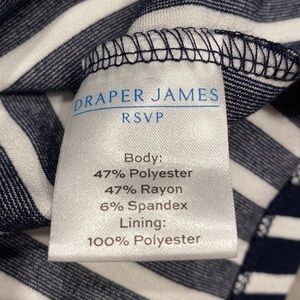 DRAPER JAMES
RSVP
Body:
47% Polyester
47% Rayon
6% Spandex
Lining:
100% Polyester